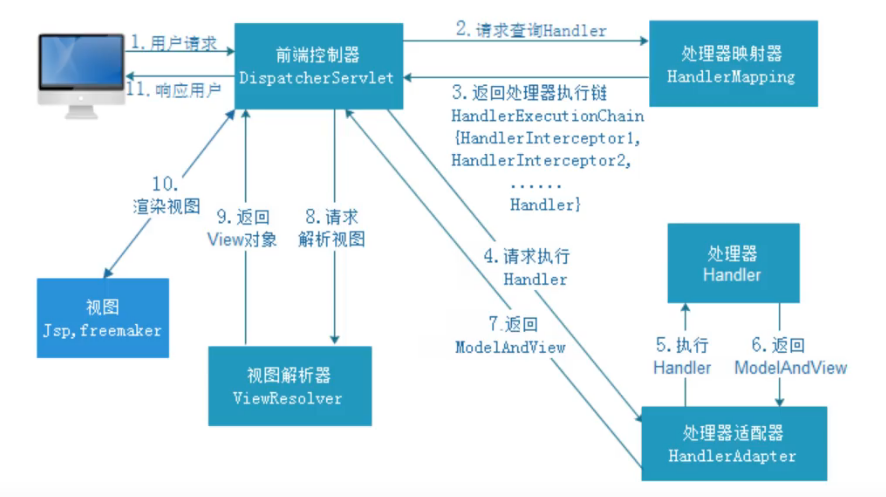 1.用户请求
11.响应用户
前端控制器
DispatcherServlet
2.请求查询Handler
处理器映射器
HandlerMapping
3.返回处理器执行链
HandlerExecutionChain
{HandlerInterceptor1,
HandlerInterceptor2,
......
Handler}
10.
渲染视图
9.返回
View对象
8.请求
解析视图
4.请求执行
Handler
处理器
Handler
视图
Jsp,freemaker
7.返回
ModelAndView
5.执行
Handler
6.返回
ModelAndView
视图解析器
ViewResolver
处理器适配器
HandlerAdapter